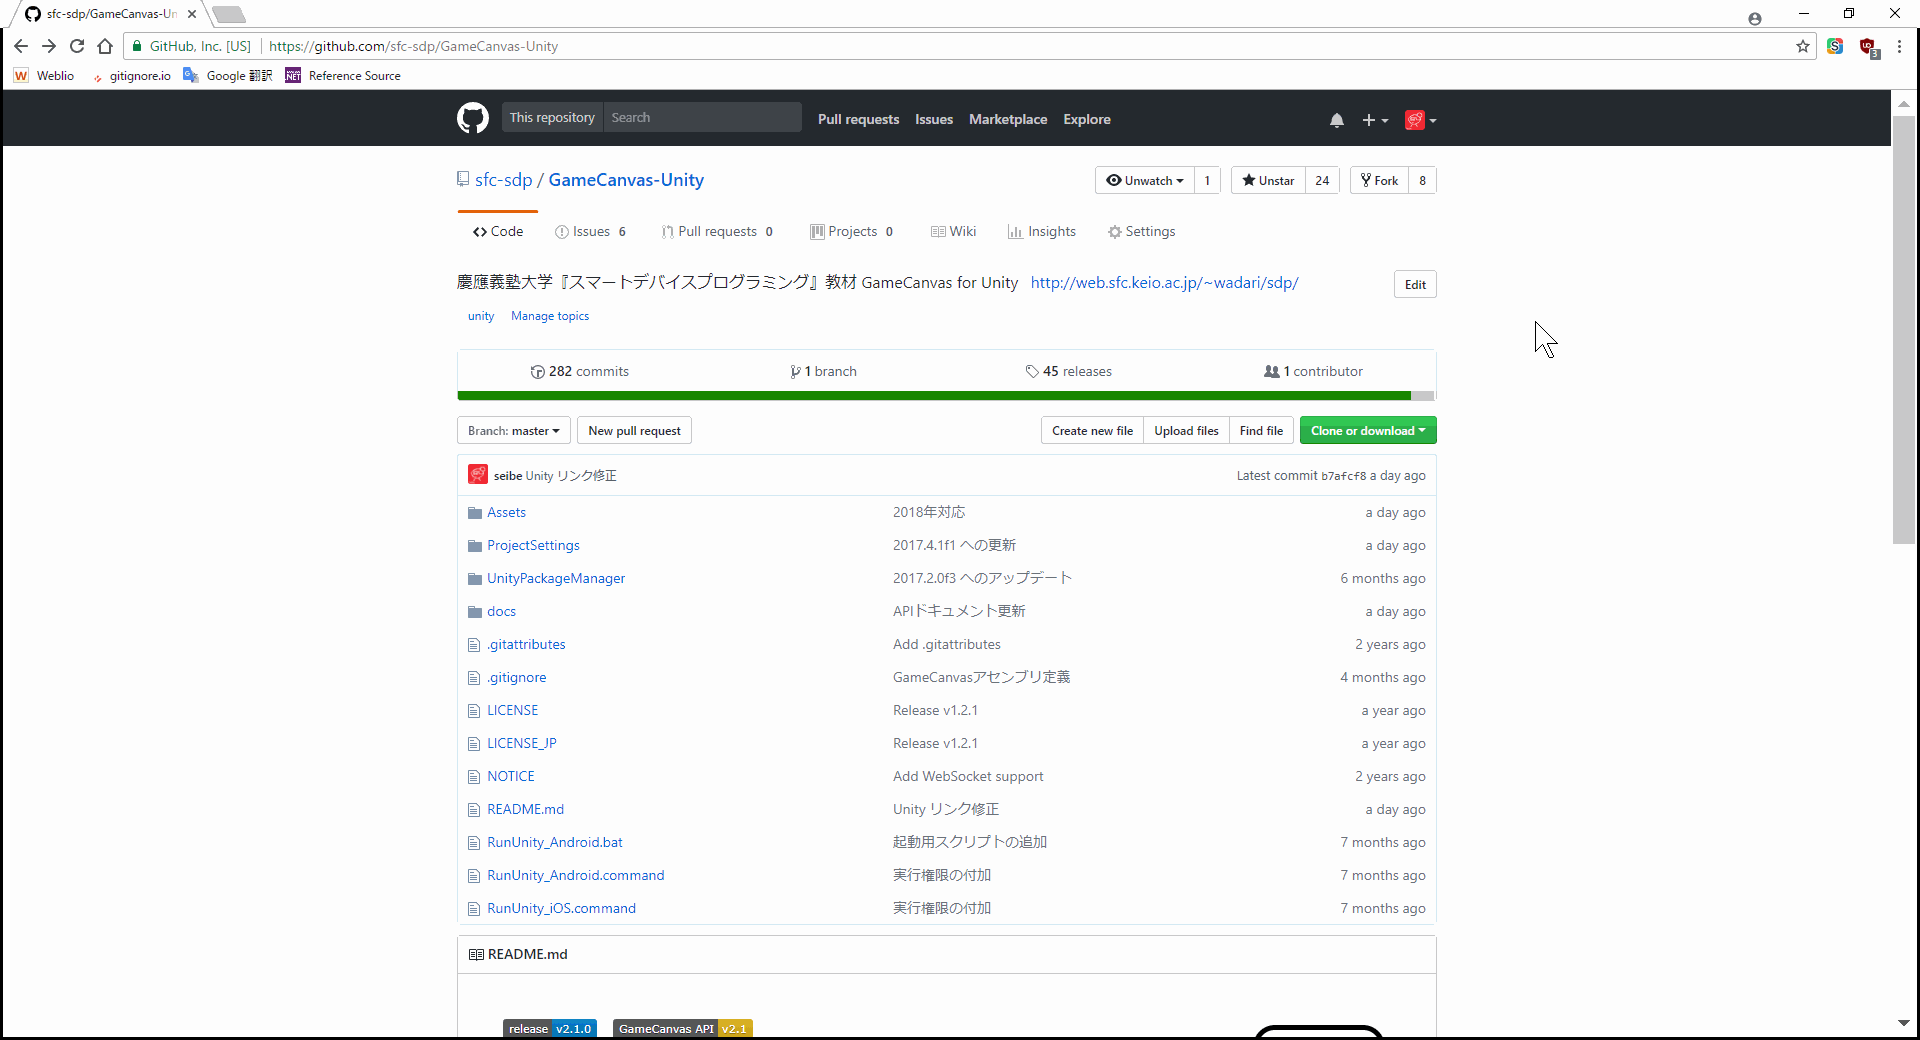 sfc-sdp/GameCanvas-Un
GitHub, Inc. [US] https://github.com/sfc-sdp/GameCanvas-Unity
Weblio gitignore.io Google 翻訳 Reference Source
This repository Search Pull requests Issues Marketplace Explore
sfc-sdp / GameCanvas-Unity Unwatch 1 Unstar 24 Fork 8
Code Issues 6 Pull requests 0 Projects 0 Wiki Insights Settings
慶應義塾大学『スマートデバイスプログラミング』教材 GameCanvas for Unity http://web.sfc.keio.ac.jp/~wadari/sdp/ Edit
unity Manage topics
282 commits 1 branch 45 releases 1 contributor
Branch: master New pull request Create new file Upload files Find file Clone or download
seibe Unity リンク修正 Latest commit b7afcf8 a day ago
Assets 2018年対応 a day ago
ProjectSettings 2017.4.1f1 への更新 a day ago
UnityPackageManager 2017.2.0f3 へのアップデート 6 months ago
docs APIドキュメント更新 a day ago
.gitattributes Add .gitattributes 2 years ago
.gitignore GameCanvasアセンブリ定義 4 months ago
LICENSE Release v1.2.1 a year ago
LICENSE_JP Release v1.2.1 a year ago
NOTICE Add WebSocket support 2 years ago
README.md Unity リンク修正 a day ago
RunUnity_Android.bat 起動用スクリプトの追加 7 months ago
RunUnity_Android.command 実行権限の付加 7 months ago
RunUnity_iOS.command 実行権限の付加 7 months ago
README.md
release v2.1.0 GameCanvas API v2.1